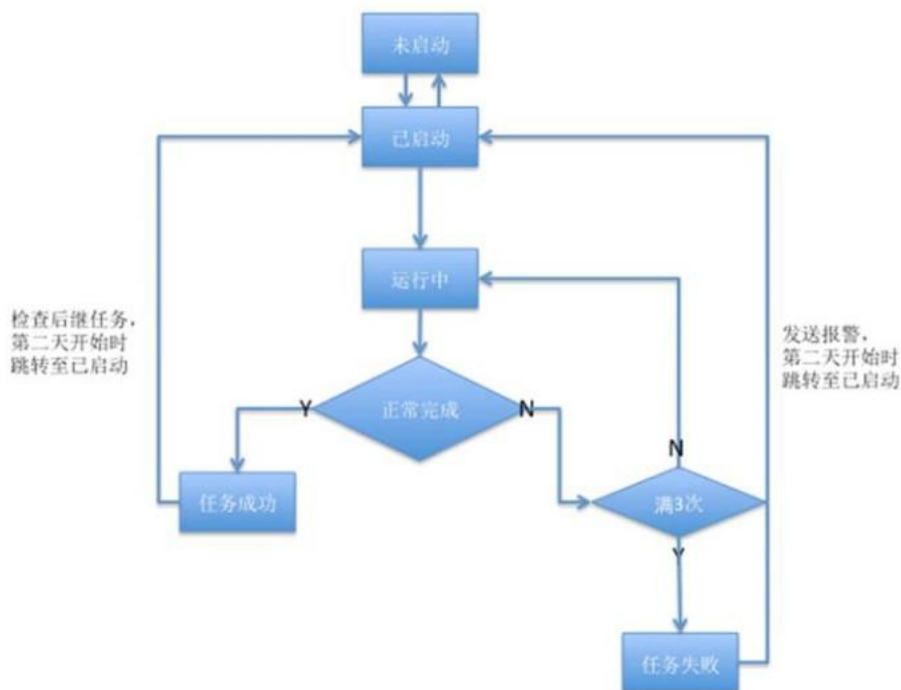 未启动
已启动
运行中
检查后继任务,
第二天开始时
跳转至已启动
发送报警,
第二天开始时
跳转至已启动
正常完成
Y
N
N
任务成功
满3次
Y
任务失败